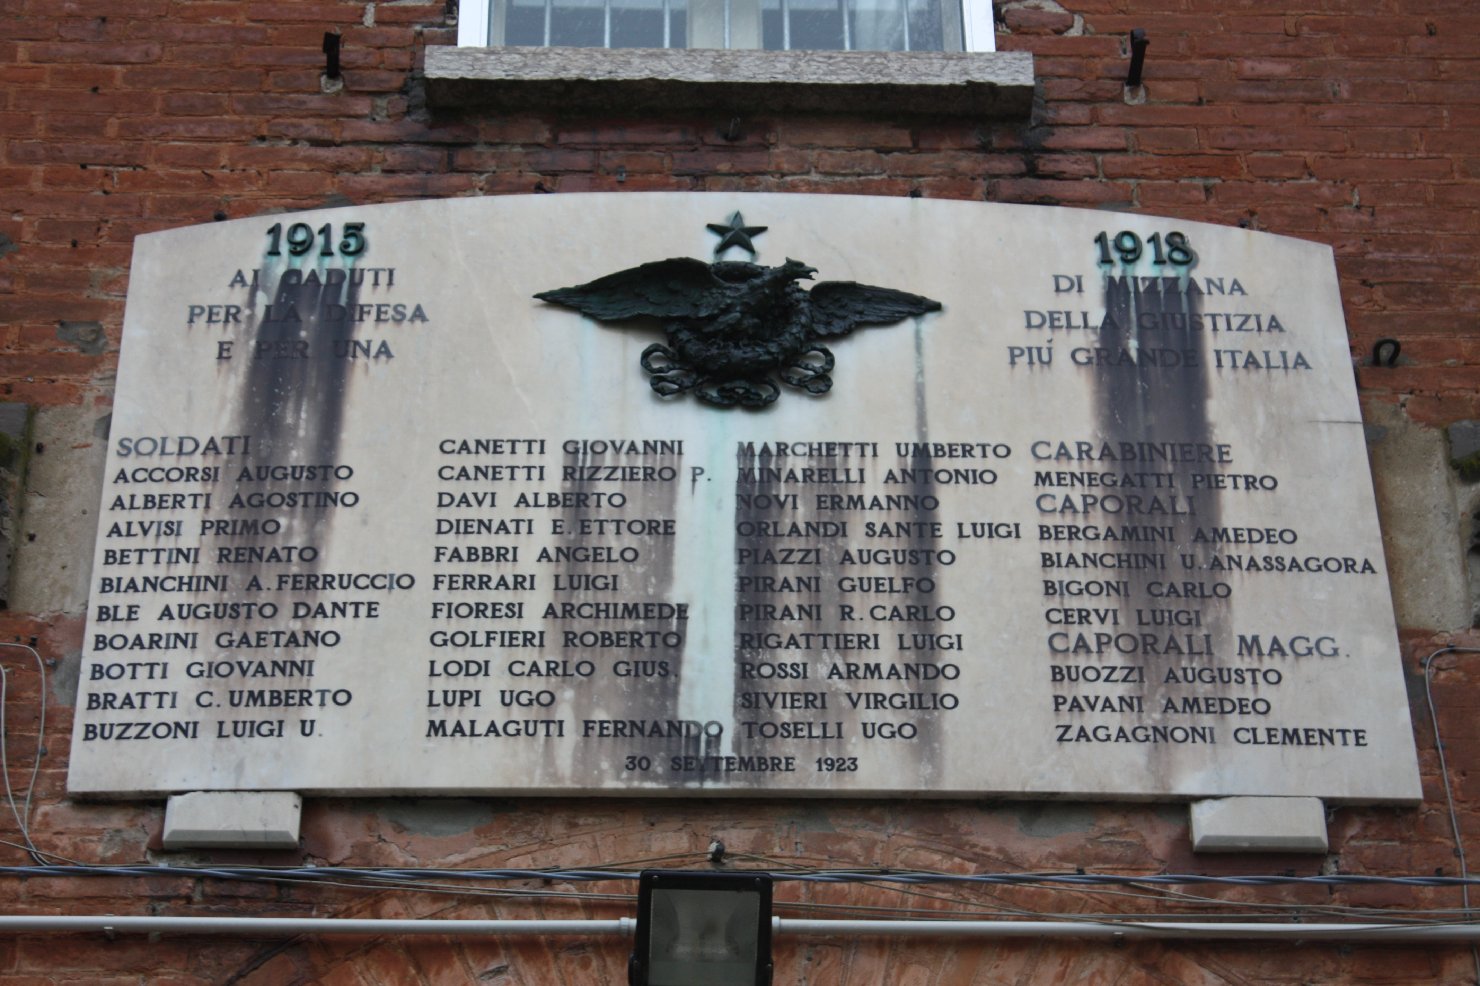 1915
AI CADUTI
PER LA DIFESA
E PER UNA
1918
DI MIZZANA
DELLA GIUSTIZIA
PIÚ GRANDE ITALIA
SOLDATI
ACCORSI AUGUSTO
ALBERTI AGOSTINO
ALVISI PRIMO
BETTINI RENATO
BIANCHINI A. FERRUCCIO
BLE AUGUSTO DANTE
BOARINI GAETANO
BOTTI GIOVANNI
BRATTI C. UMBERTO
BUZZONI LUIGI U.
CANETTI GIOVANNI
CANETTI RIZZIERO P.
DAVI ALBERTO
DIENATI E. ETTORE
FABBRI ANGELO
FERRARI LUIGI
FIORESI ARCHIMEDE
GOLFIERI ROBERTO
LODI CARLO GIUS.
LUPI UGO
MALAGUTI FERNANDO
MARCHETTI UMBERTO
MINARELLI ANTONIO
NOVI ERMANNO
ORLANDI SANTE LUIGI
PIAZZI AUGUSTO
PIRANI GUELFO
PIRANI R. CARLO
RIGATTIERI LUIGI
ROSSI ARMANDO
SIVIERI VIRGILIO
TOSELLI UGO
CARABINIERE
MENEGATTI PIETRO
CAPORALI
BERGAMINI AMEDEO
BIANCHINI U. ANASSAGORA
BIGONI CARLO
CERVI LUIGI
CAPORALI MAGG.
BUOZZI AUGUSTO
PAVANI AMEDEO
ZAGAGNONI CLEMENTE
30 SETTEMBRE 1923